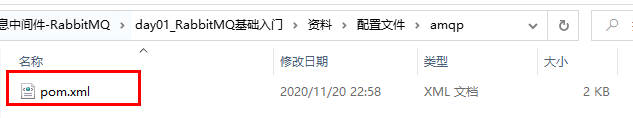 息中间件-RabbitMQ > day01_RabbitMQ基础入门 > 资料 > 配置文件 > amqp
名称 修改日期 类型 大小
pom.xml 2020/11/20 22:58 XML 文档 2 KB